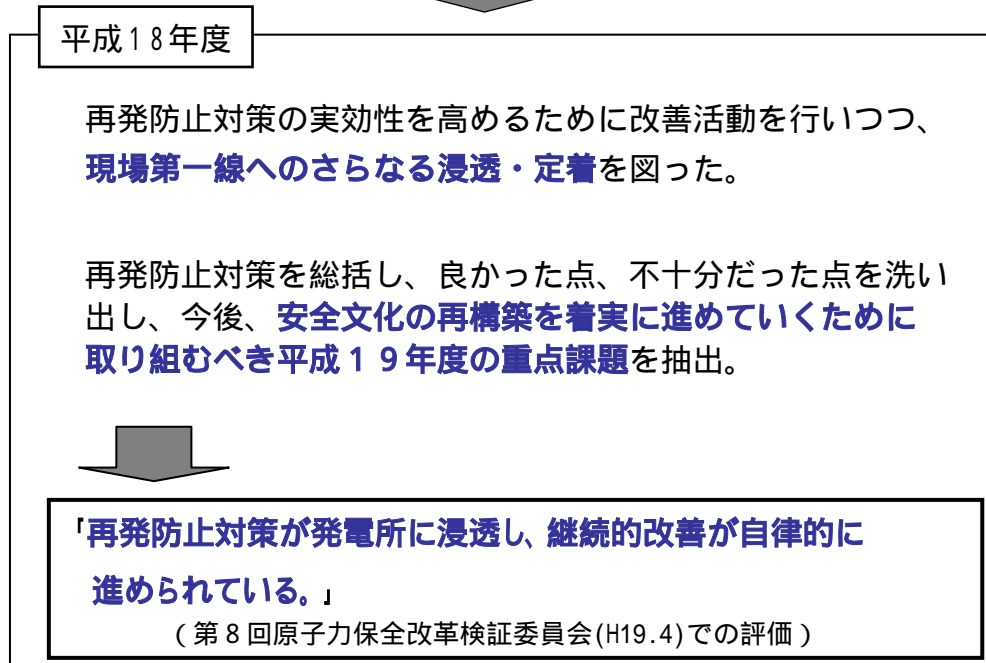 平成18年度
再発防止対策の実効性を高めるために改善活動を行いつつ、
現場第一線へのさらなる浸透・定着を図った。
再発防止対策を総括し、良かった点、不十分だった点を洗い
出し、今後、安全文化の再構築を着実に進めていくために
取り組むべき平成１９年度の重点課題を抽出。
「再発防止対策が発電所に浸透し、継続的改善が自律的に
進められている。」
（第８回原子力保全改革検証委員会(H19.4)での評価）